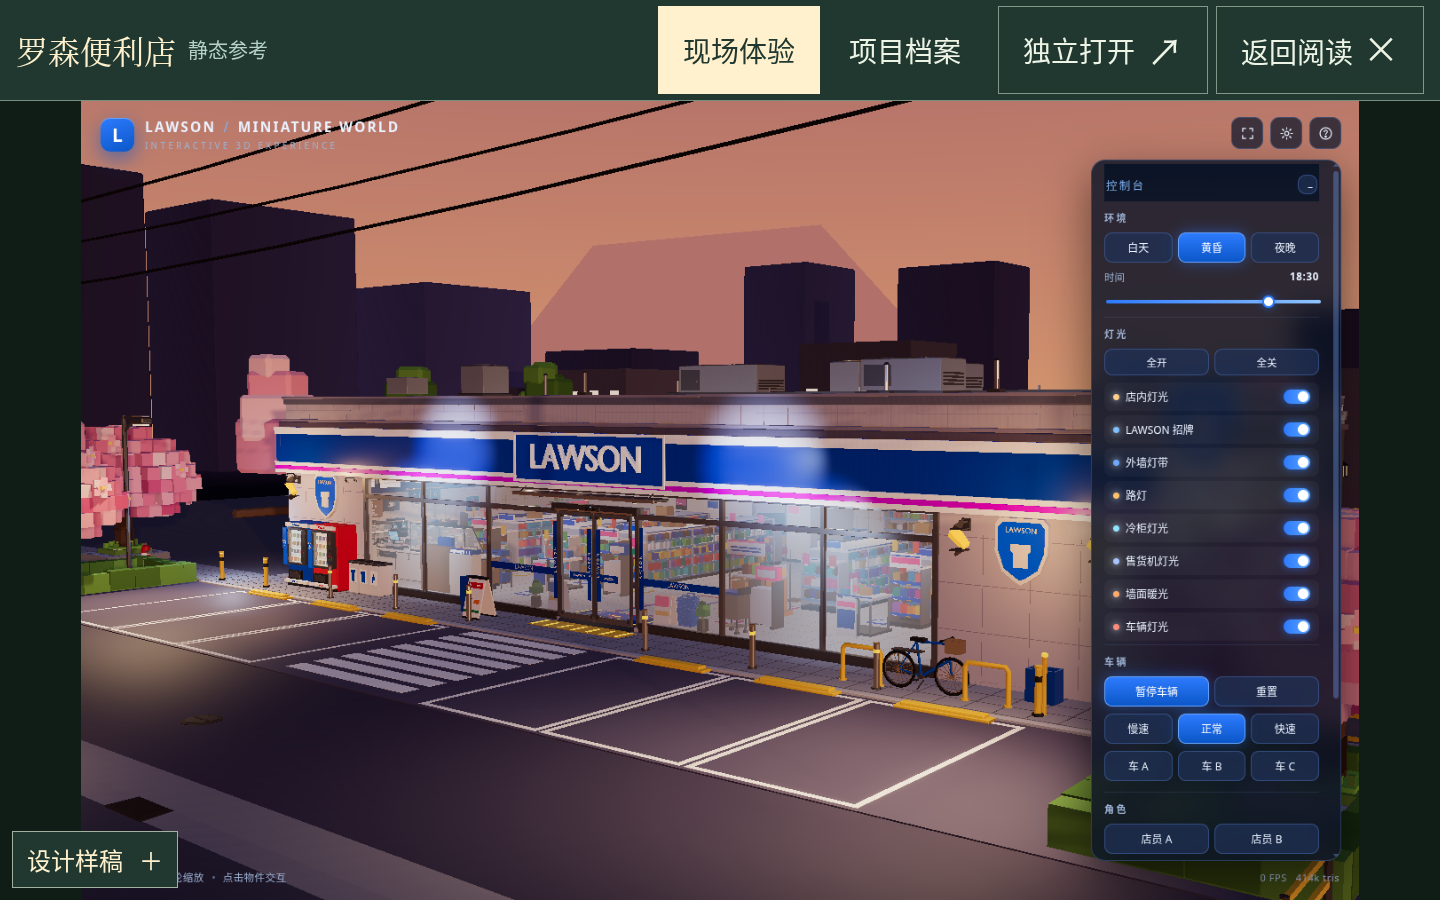 罗森便利店 静态参考 现场体验 项目档案 独立打开 ↗ 返回阅读 ×
L LAWSON / MINIATURE WORLD
INTERACTIVE 3D EXPERIENCE
控制台
环境
白天 黄昏 夜晚
时间 18:30
灯光
全开 全关
店内灯光
LAWSON 招牌
外墙灯带
路灯
冷柜灯光
售货机灯光
墙面暖光
车辆灯光
车辆
暂停车辆 重置
慢速 正常 快速
车 A 车 B 车 C
角色
店员 A 店员 B
LAWSON
LAWSON
设计样稿 +
缩放 • 点击物件交互
0 FPS 414k tris